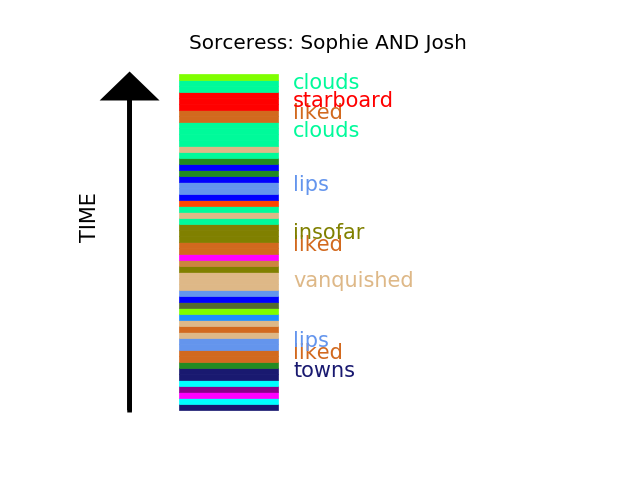 Sorceress: Sophie AND Josh
clouds
starboard
liked
clouds
lips
TIME
insofar
liked
vanquished
lips
liked
towns